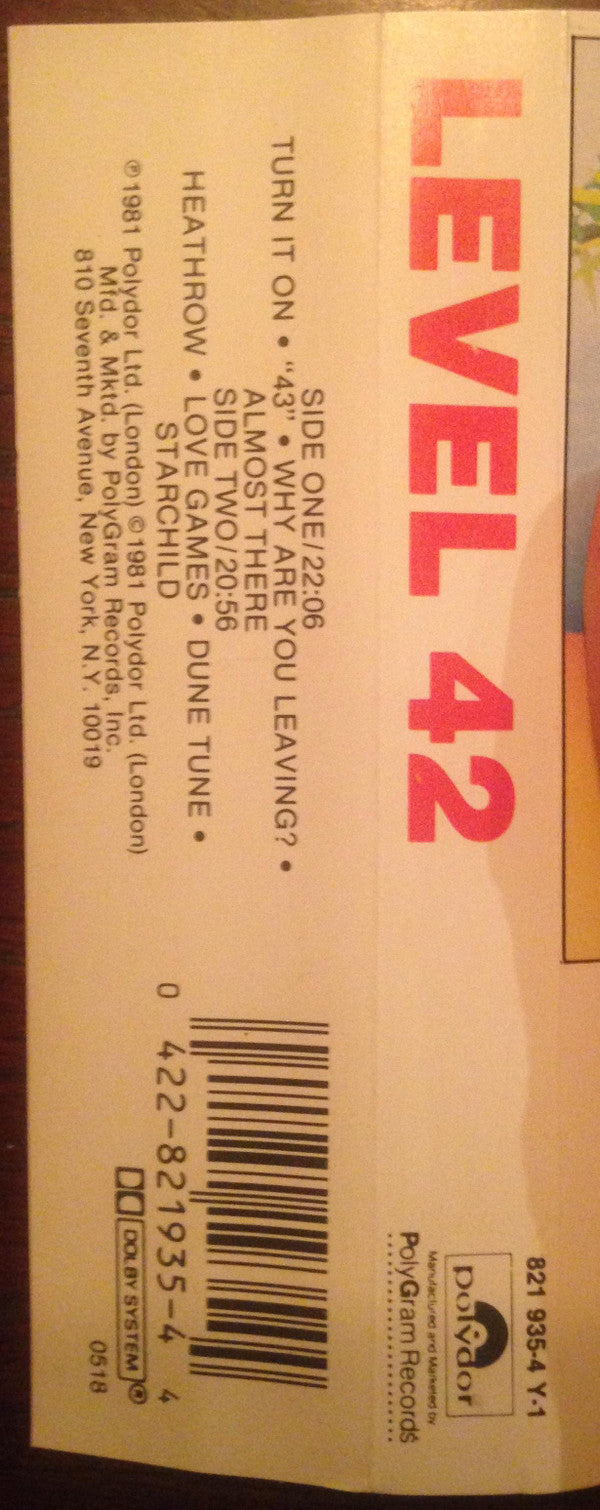 821 935-4 Y-1
LEVEL 42
polydor
Manufactured and Marketed by
PolyGram Records
SIDE ONE/22:06
TURN IT ON • "43" • WHY ARE YOU LEAVING? •
ALMOST THERE
SIDE TWO/20:56
HEATHROW • LOVE GAMES • DUNE TUNE •
STARCHILD
℗1981 Polydor Ltd. (London) ©1981 Polydor Ltd. (London)
Mfd. & Mktd. by PolyGram Records, Inc.
810 Seventh Avenue, New York, N.Y. 10019
0 422-821935-4 4
DOLBY SYSTEM ®
0518